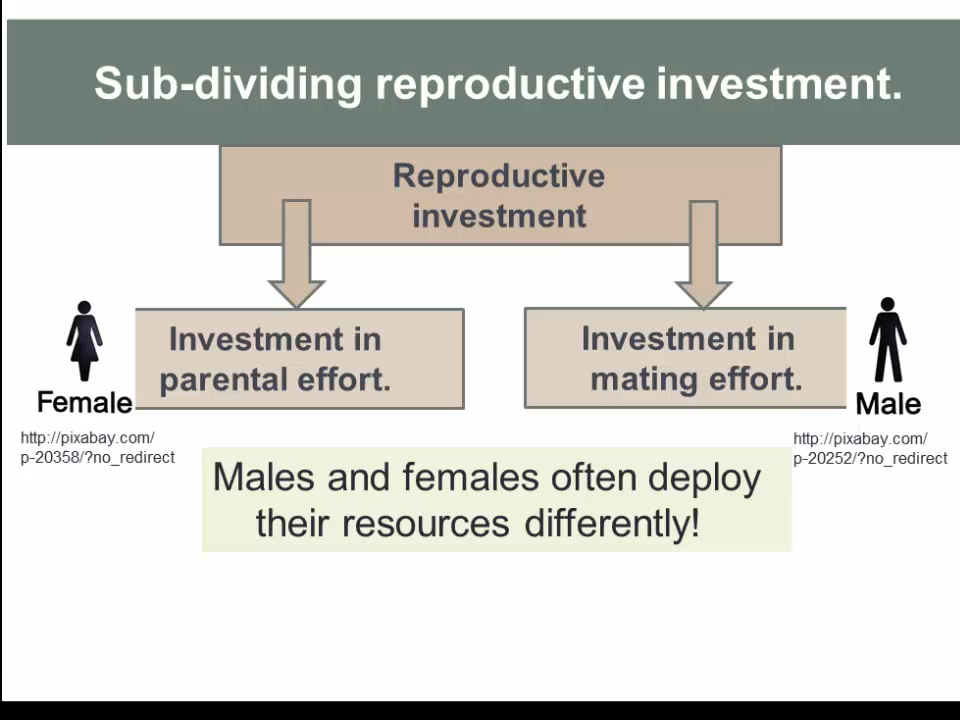 Sub-dividing reproductive investment.
Reproductive
investment
Investment in
parental effort.
Investment in
mating effort.
Female
Male
http://pixabay.com/
p-20358/?no_redirect
http://pixabay.com/
p-20252/?no_redirect
Males and females often deploy
their resources differently!